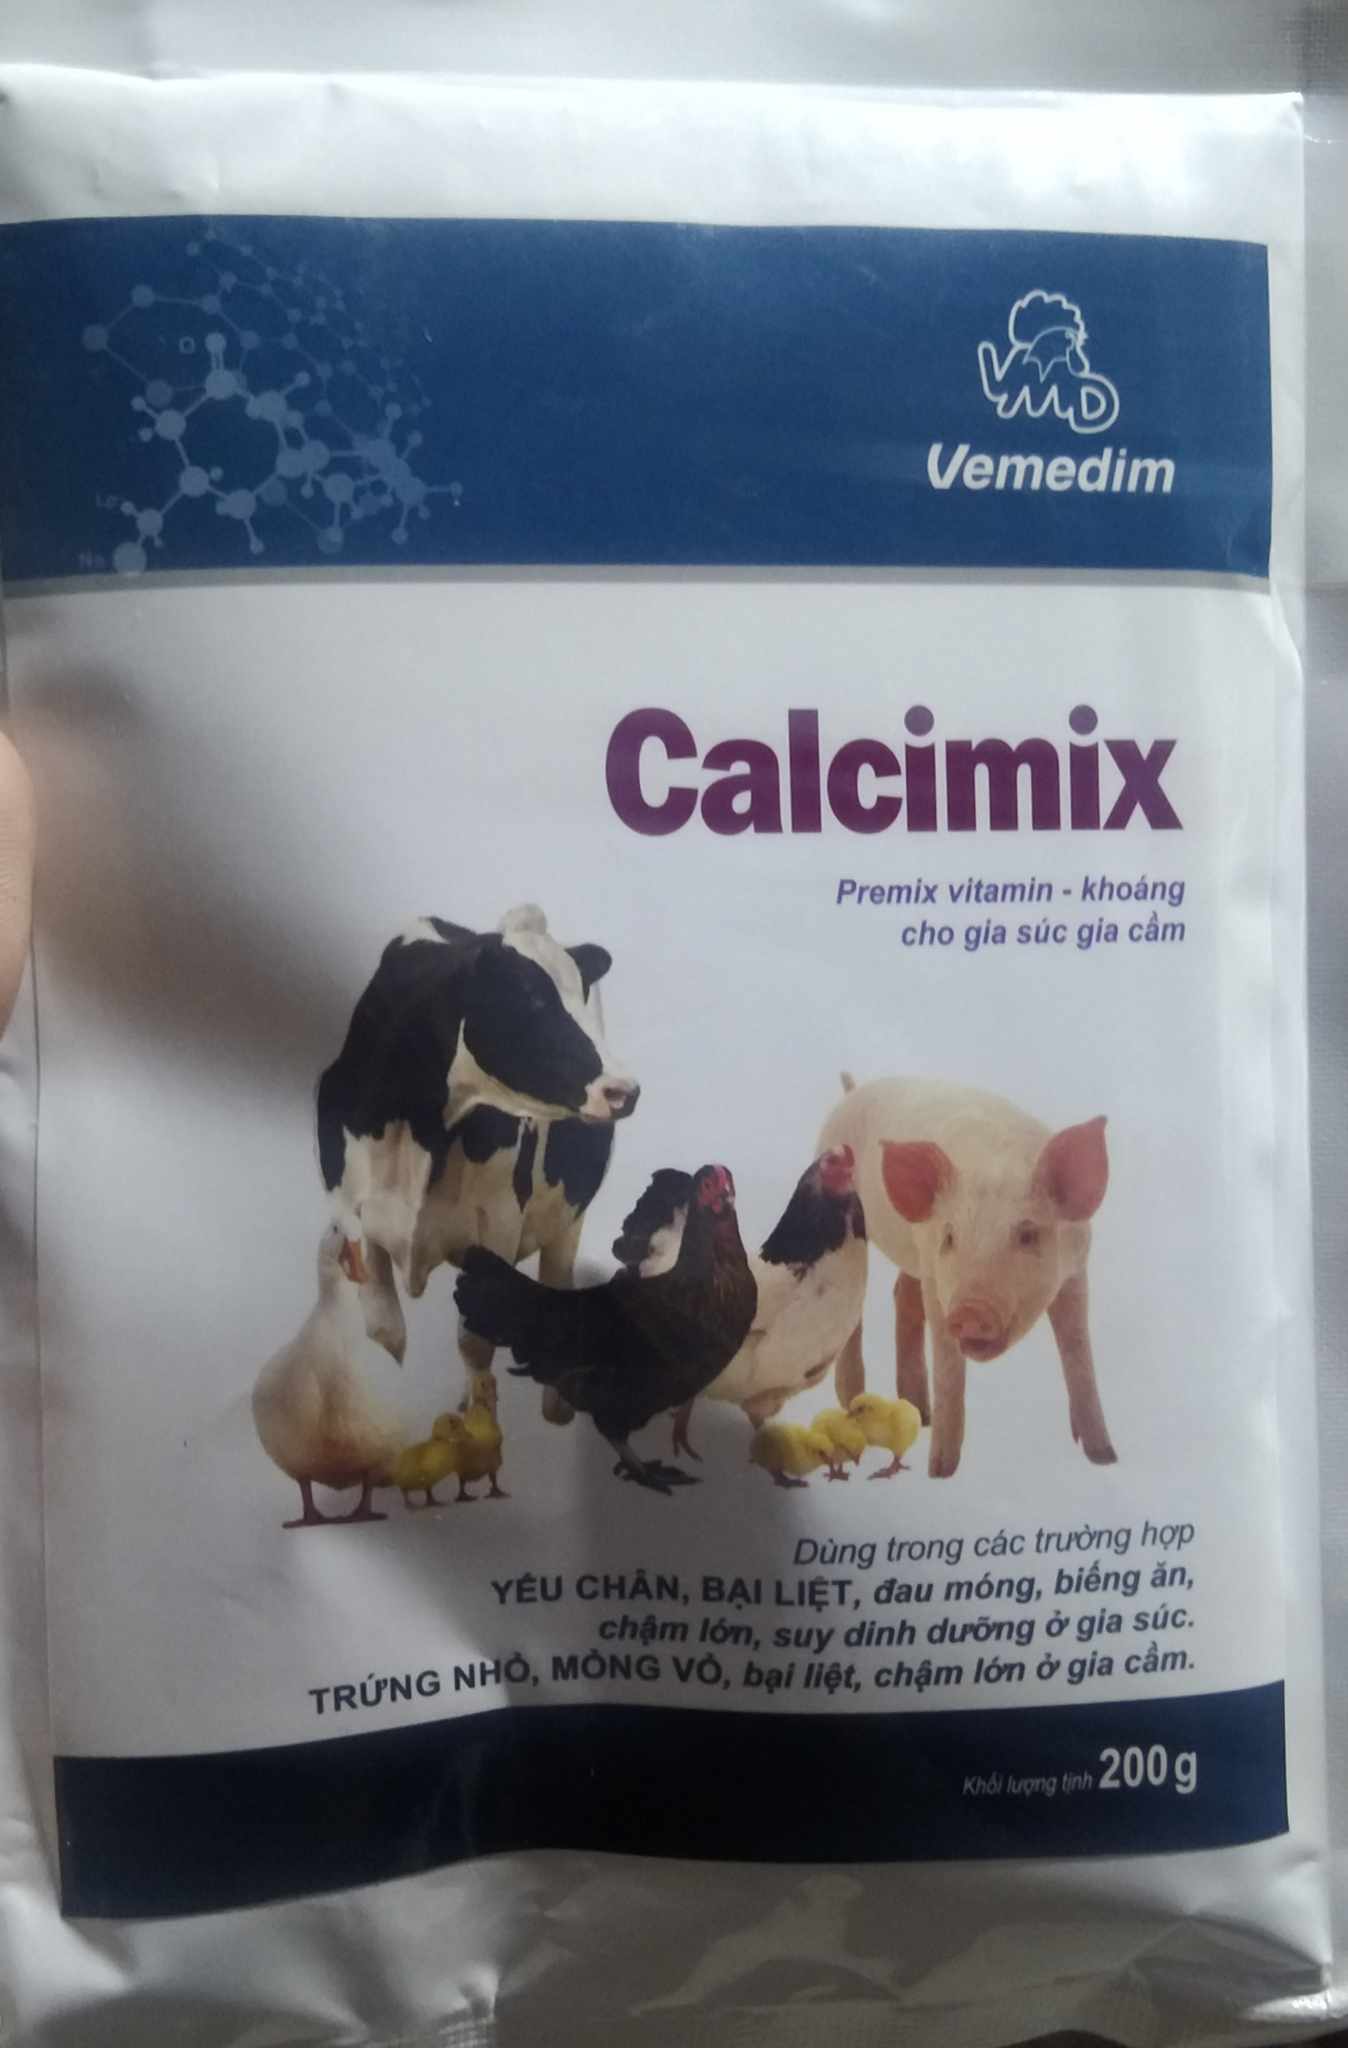 VMD
Vemedim
Calcimix
Premix vitamin - khoáng
cho gia súc gia cầm
Dùng trong các trường hợp
YẾU CHÂN, BẠI LIỆT, đau móng, biếng ăn,
chậm lớn, suy dinh dưỡng ở gia súc.
TRỨNG NHỎ, MỎNG VỎ, bại liệt, chậm lớn ở gia cầm.
Khối lượng tịnh 200 g